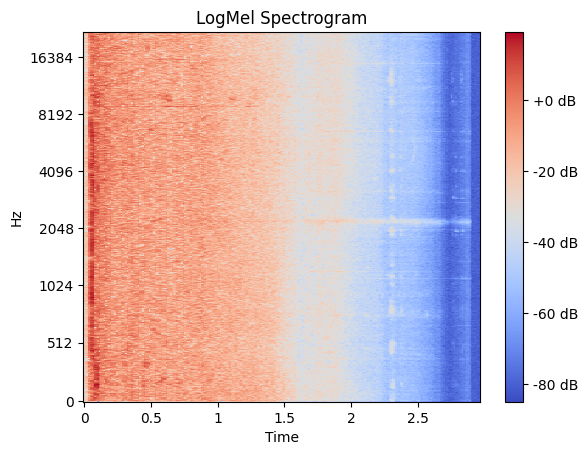 LogMel Spectrogram
16384
8192
4096
2048
1024
512
0
Hz
0
0.5
1
1.5
2
2.5
Time
+0 dB
-20 dB
-40 dB
-60 dB
-80 dB